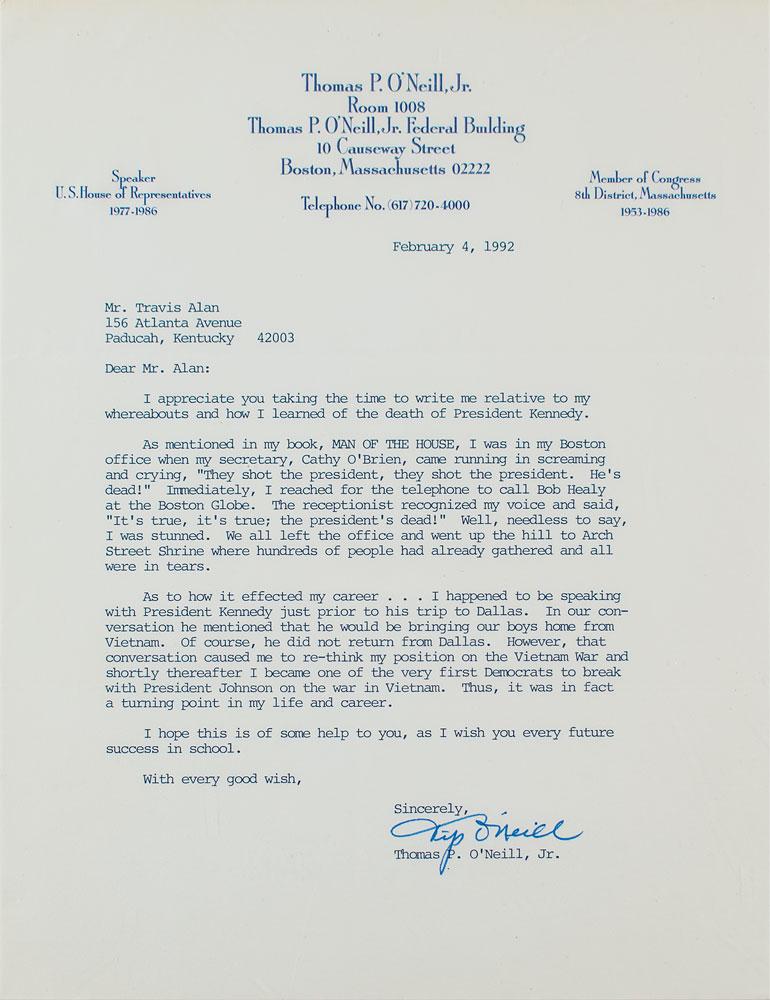 Thomas P. O'Neill, Jr.
Room 1008
Thomas P. O'Neill, Jr. Federal Building
10 Causeway Street
Boston, Massachusetts 02222
Telephone No. (617) 720-4000
Speaker
U.S. House of Representatives
1977-1986
Member of Congress
8th District, Massachusetts
1953-1986
February 4, 1992
Mr. Travis Alan
156 Atlanta Avenue
Paducah, Kentucky 42003
Dear Mr. Alan:
I appreciate you taking the time to write me relative to my
whereabouts and how I learned of the death of President Kennedy.
As mentioned in my book, MAN OF THE HOUSE, I was in my Boston
office when my secretary, Cathy O'Brien, came running in screaming
and crying, "They shot the president, they shot the president. He's
dead!" Immediately, I reached for the telephone to call Bob Healy
at the Boston Globe. The receptionist recognized my voice and said,
"It's true, it's true; the president's dead!" Well, needless to say,
I was stunned. We all left the office and went up the hill to Arch
Street Shrine where hundreds of people had already gathered and all
were in tears.
As to how it effected my career . . . I happened to be speaking
with President Kennedy just prior to his trip to Dallas. In our con-
versation he mentioned that he would be bringing our boys home from
Vietnam. Of course, he did not return from Dallas. However, that
conversation caused me to re-think my position on the Vietnam War and
shortly thereafter I became one of the very first Democrats to break
with President Johnson on the war in Vietnam. Thus, it was in fact
a turning point in my life and career.
I hope this is of some help to you, as I wish you every future
success in school.
With every good wish,
Sincerely,
Tip O'Neill
Thomas P. O'Neill, Jr.